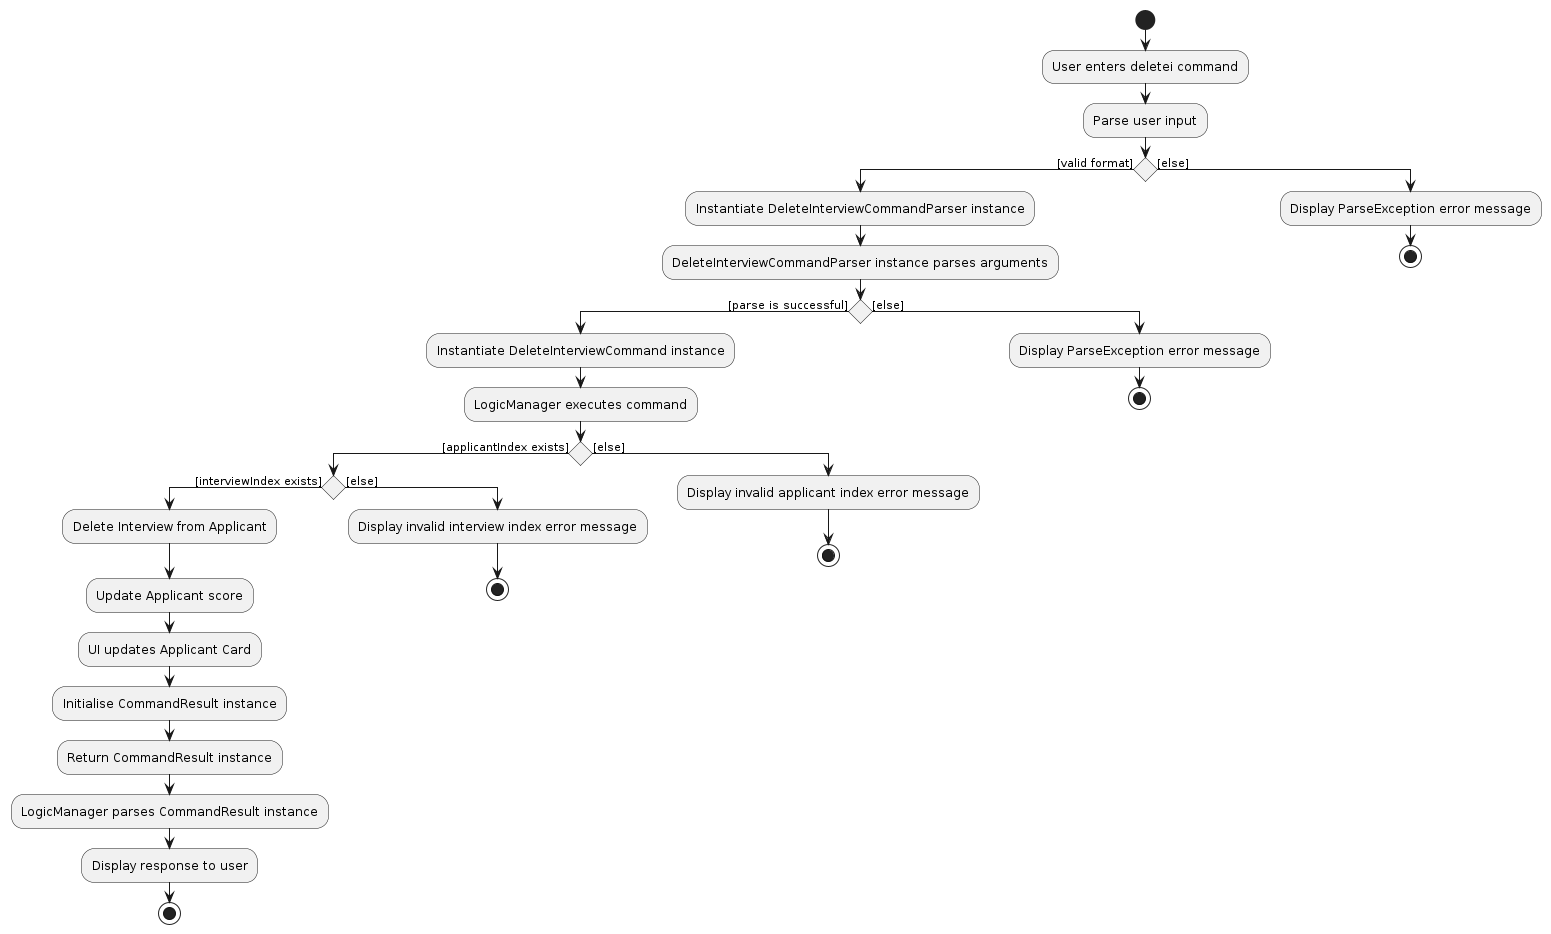 User enters deletei command
Parse user input
[valid format]
[else]
Instantiate DeleteInterviewCommandParser instance
Display ParseException error message
DeleteInterviewCommandParser instance parses arguments
[parse is successful]
[else]
Instantiate DeleteInterviewCommand instance
Display ParseException error message
LogicManager executes command
[applicantIndex exists]
[else]
[interviewIndex exists]
[else]
Display invalid applicant index error message
Delete Interview from Applicant
Display invalid interview index error message
Update Applicant score
UI updates Applicant Card
Initialise CommandResult instance
Return CommandResult instance
LogicManager parses CommandResult instance
Display response to user